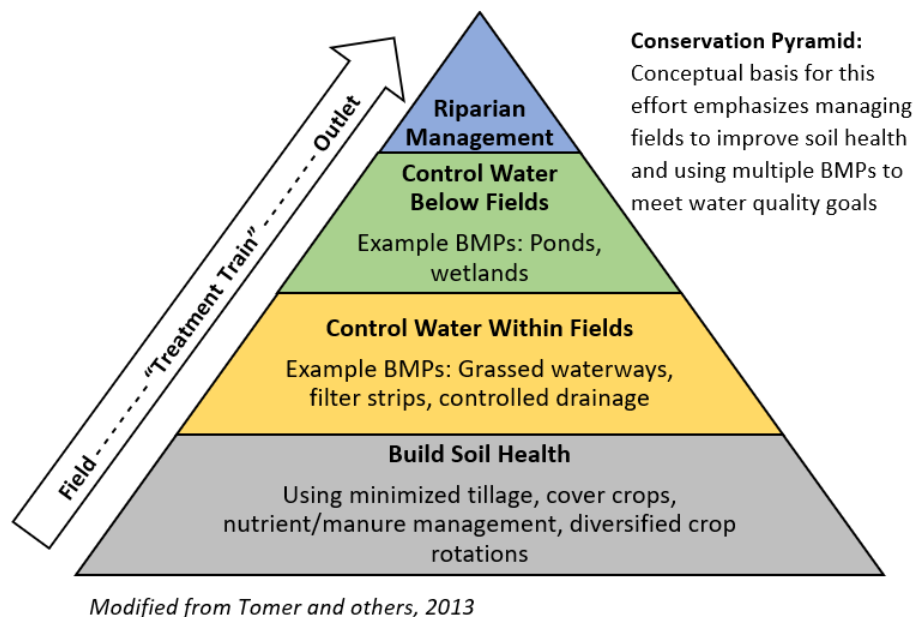 Conservation Pyramid:
Conceptual basis for this
effort emphasizes managing
fields to improve soil health
and using multiple BMPs to
meet water quality goals
Field ------- “Treatment Train” ------- Outlet
Riparian
Management
Control Water
Below Fields
Example BMPs: Ponds,
wetlands
Control Water Within Fields
Example BMPs: Grassed waterways,
filter strips, controlled drainage
Build Soil Health
Using minimized tillage, cover crops,
nutrient/manure management, diversified crop
rotations
Modified from Tomer and others, 2013